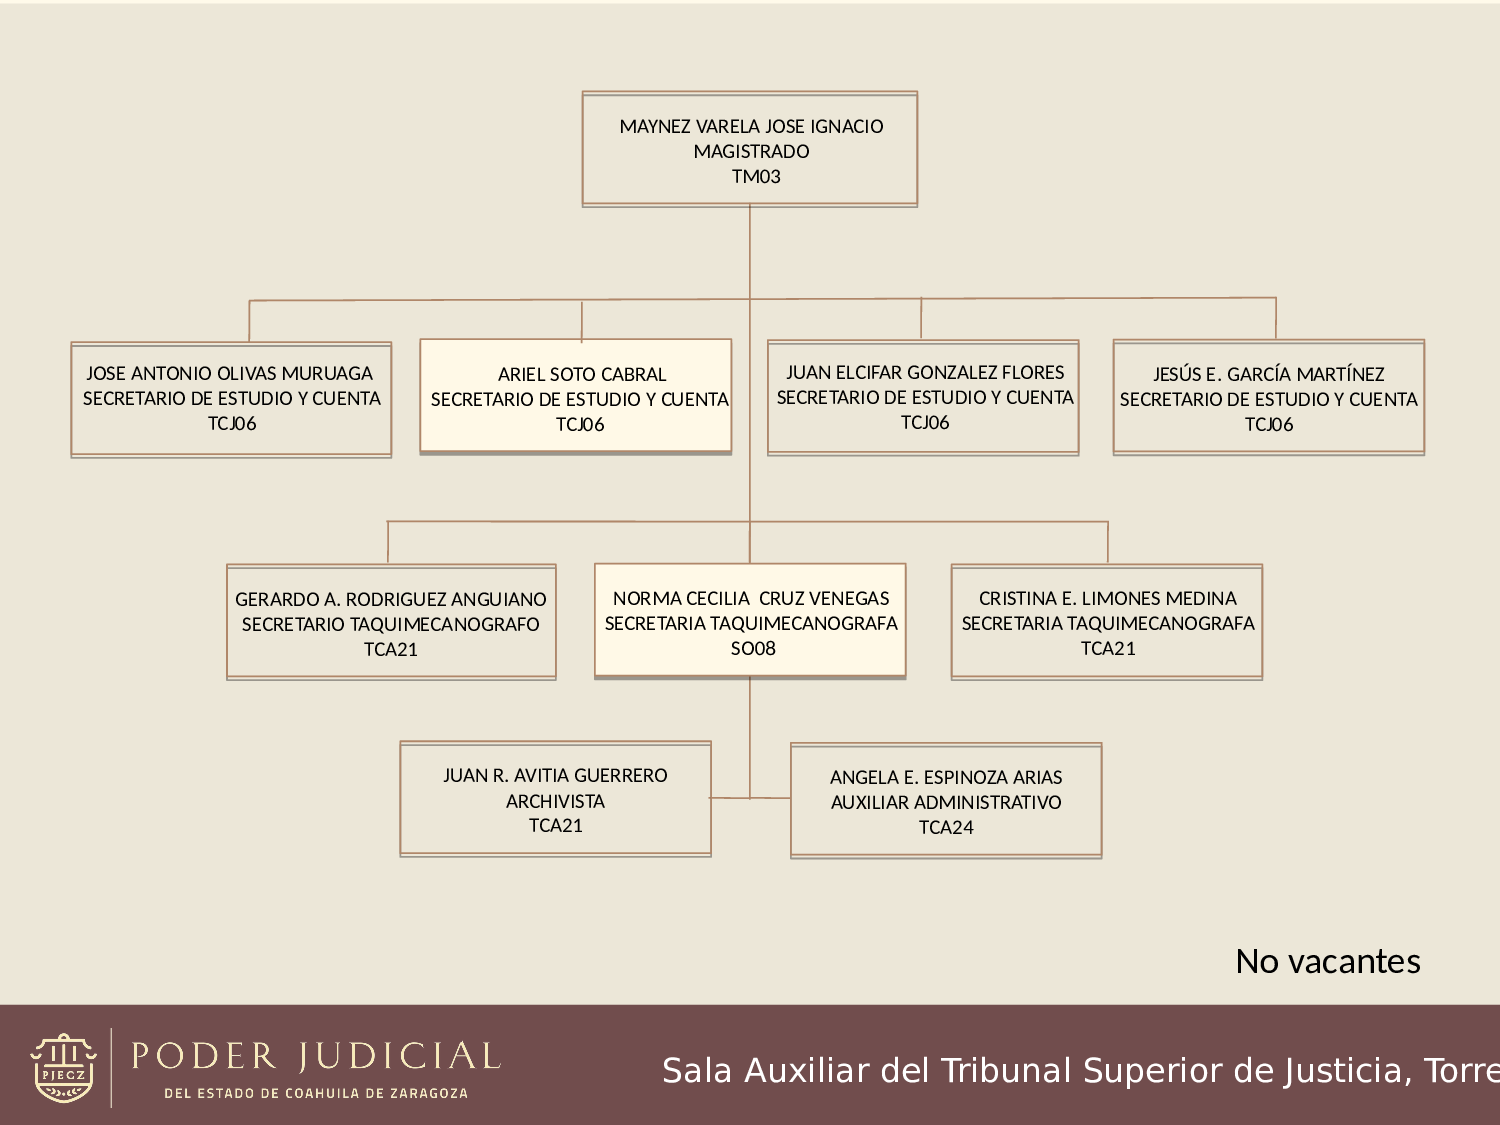 MAYNEZ VARELA JOSE IGNACIO
MAGISTRADO
TM03
JOSE ANTONIO OLIVAS MURUAGA
SECRETARIO DE ESTUDIO Y CUENTA
TCJ06
ARIEL SOTO CABRAL
SECRETARIO DE ESTUDIO Y CUENTA
TCJ06
JUAN ELCIFAR GONZALEZ FLORES
SECRETARIO DE ESTUDIO Y CUENTA
TCJ06
JESÚS E. GARCÍA MARTÍNEZ
SECRETARIO DE ESTUDIO Y CUENTA
TCJ06
GERARDO A. RODRIGUEZ ANGUIANO
SECRETARIO TAQUIMECANOGRAFO
TCA21
NORMA CECILIA CRUZ VENEGAS
SECRETARIA TAQUIMECANOGRAFA
SO08
CRISTINA E. LIMONES MEDINA
SECRETARIA TAQUIMECANOGRAFA
TCA21
JUAN R. AVITIA GUERRERO
ARCHIVISTA
TCA21
ANGELA E. ESPINOZA ARIAS
AUXILIAR ADMINISTRATIVO
TCA24
No vacantes
PJECZ
PODER JUDICIAL
DEL ESTADO DE COAHUILA DE ZARAGOZA
Sala Auxiliar del Tribunal Superior de Justicia, Torre